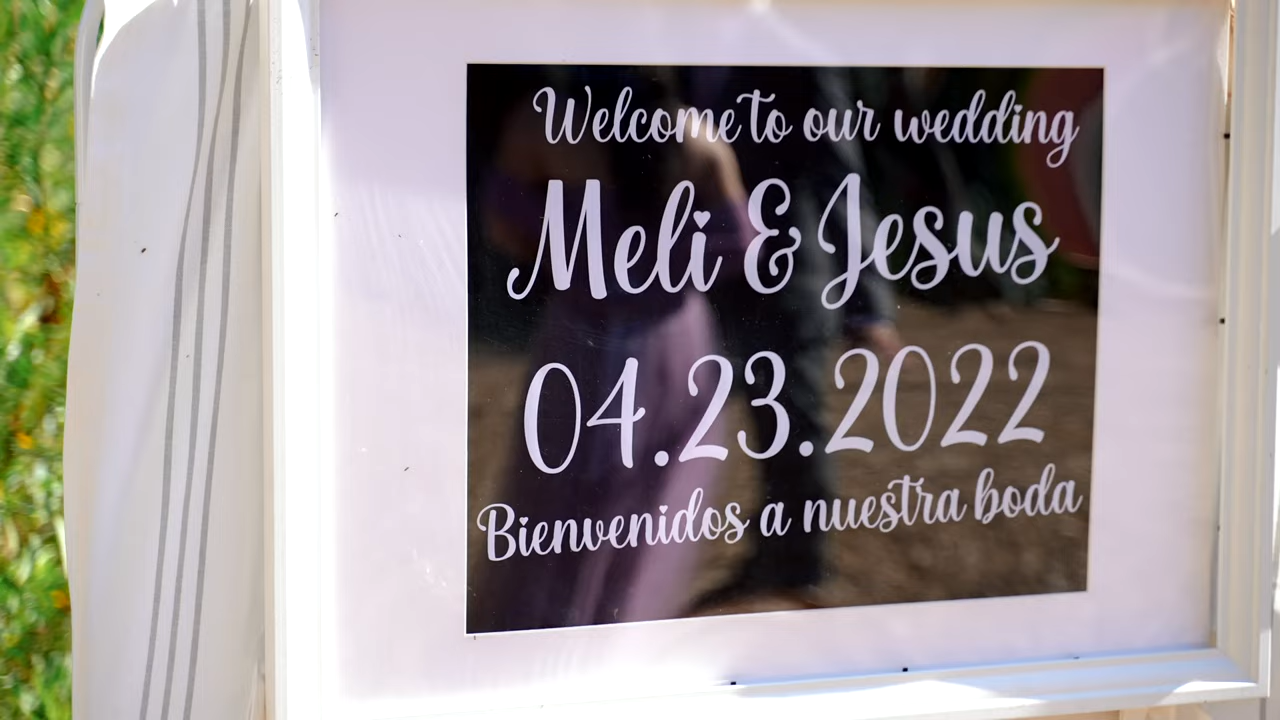 Welcome to our wedding
Meli & Jesus
04.23.2022
Bienvenidos a nuestra boda